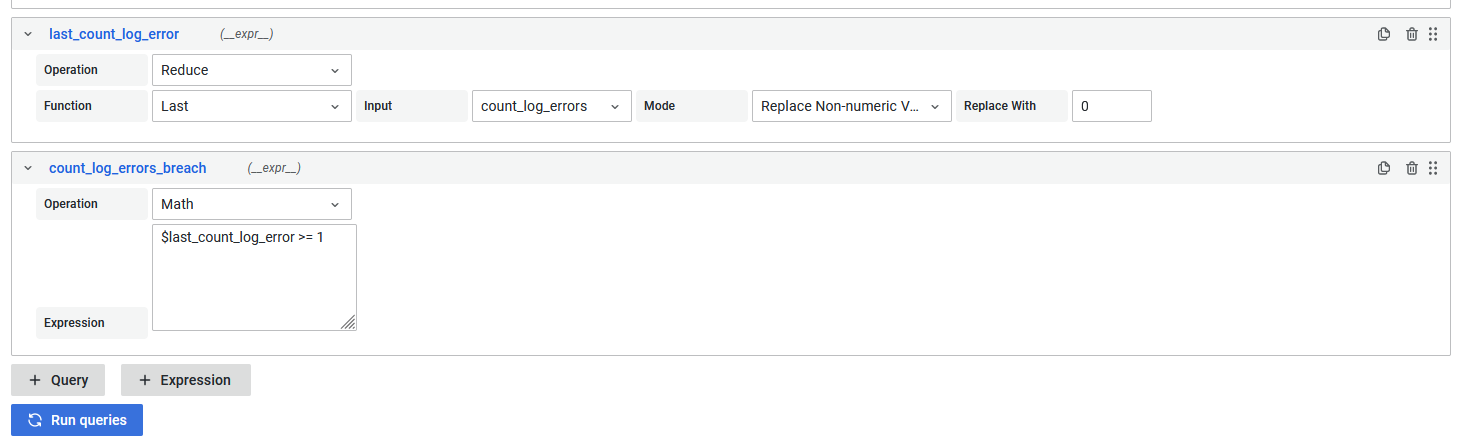 last_count_log_error (__expr__)
Operation Reduce
Function Last Input count_log_errors Mode Replace Non-numeric V... Replace With 0
count_log_errors_breach (__expr__)
Operation Math
$last_count_log_error >= 1
Expression
+ Query + Expression
Run queries